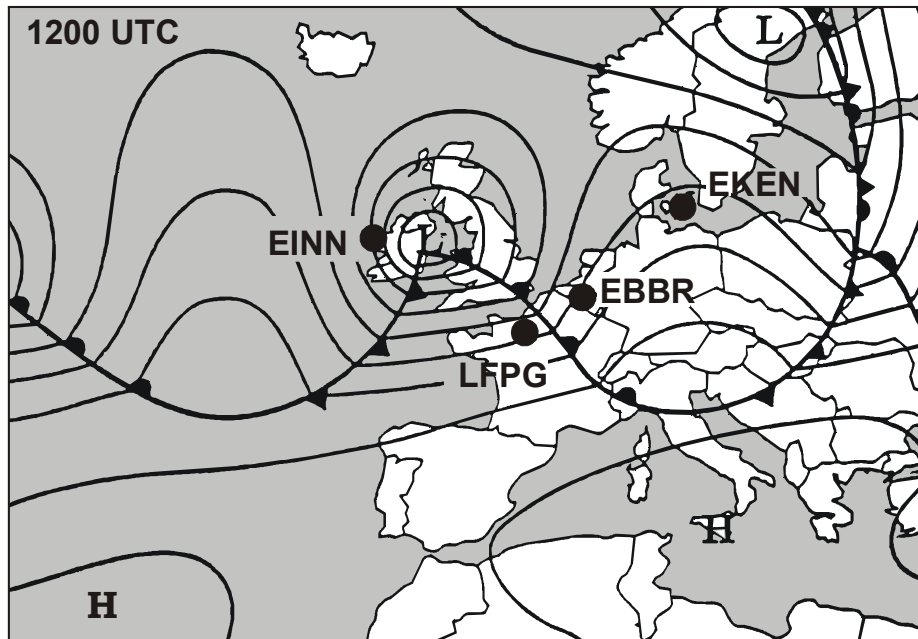 1200 UTC
L
EKEN
EINN
L
EBBR
LFPG
H
H